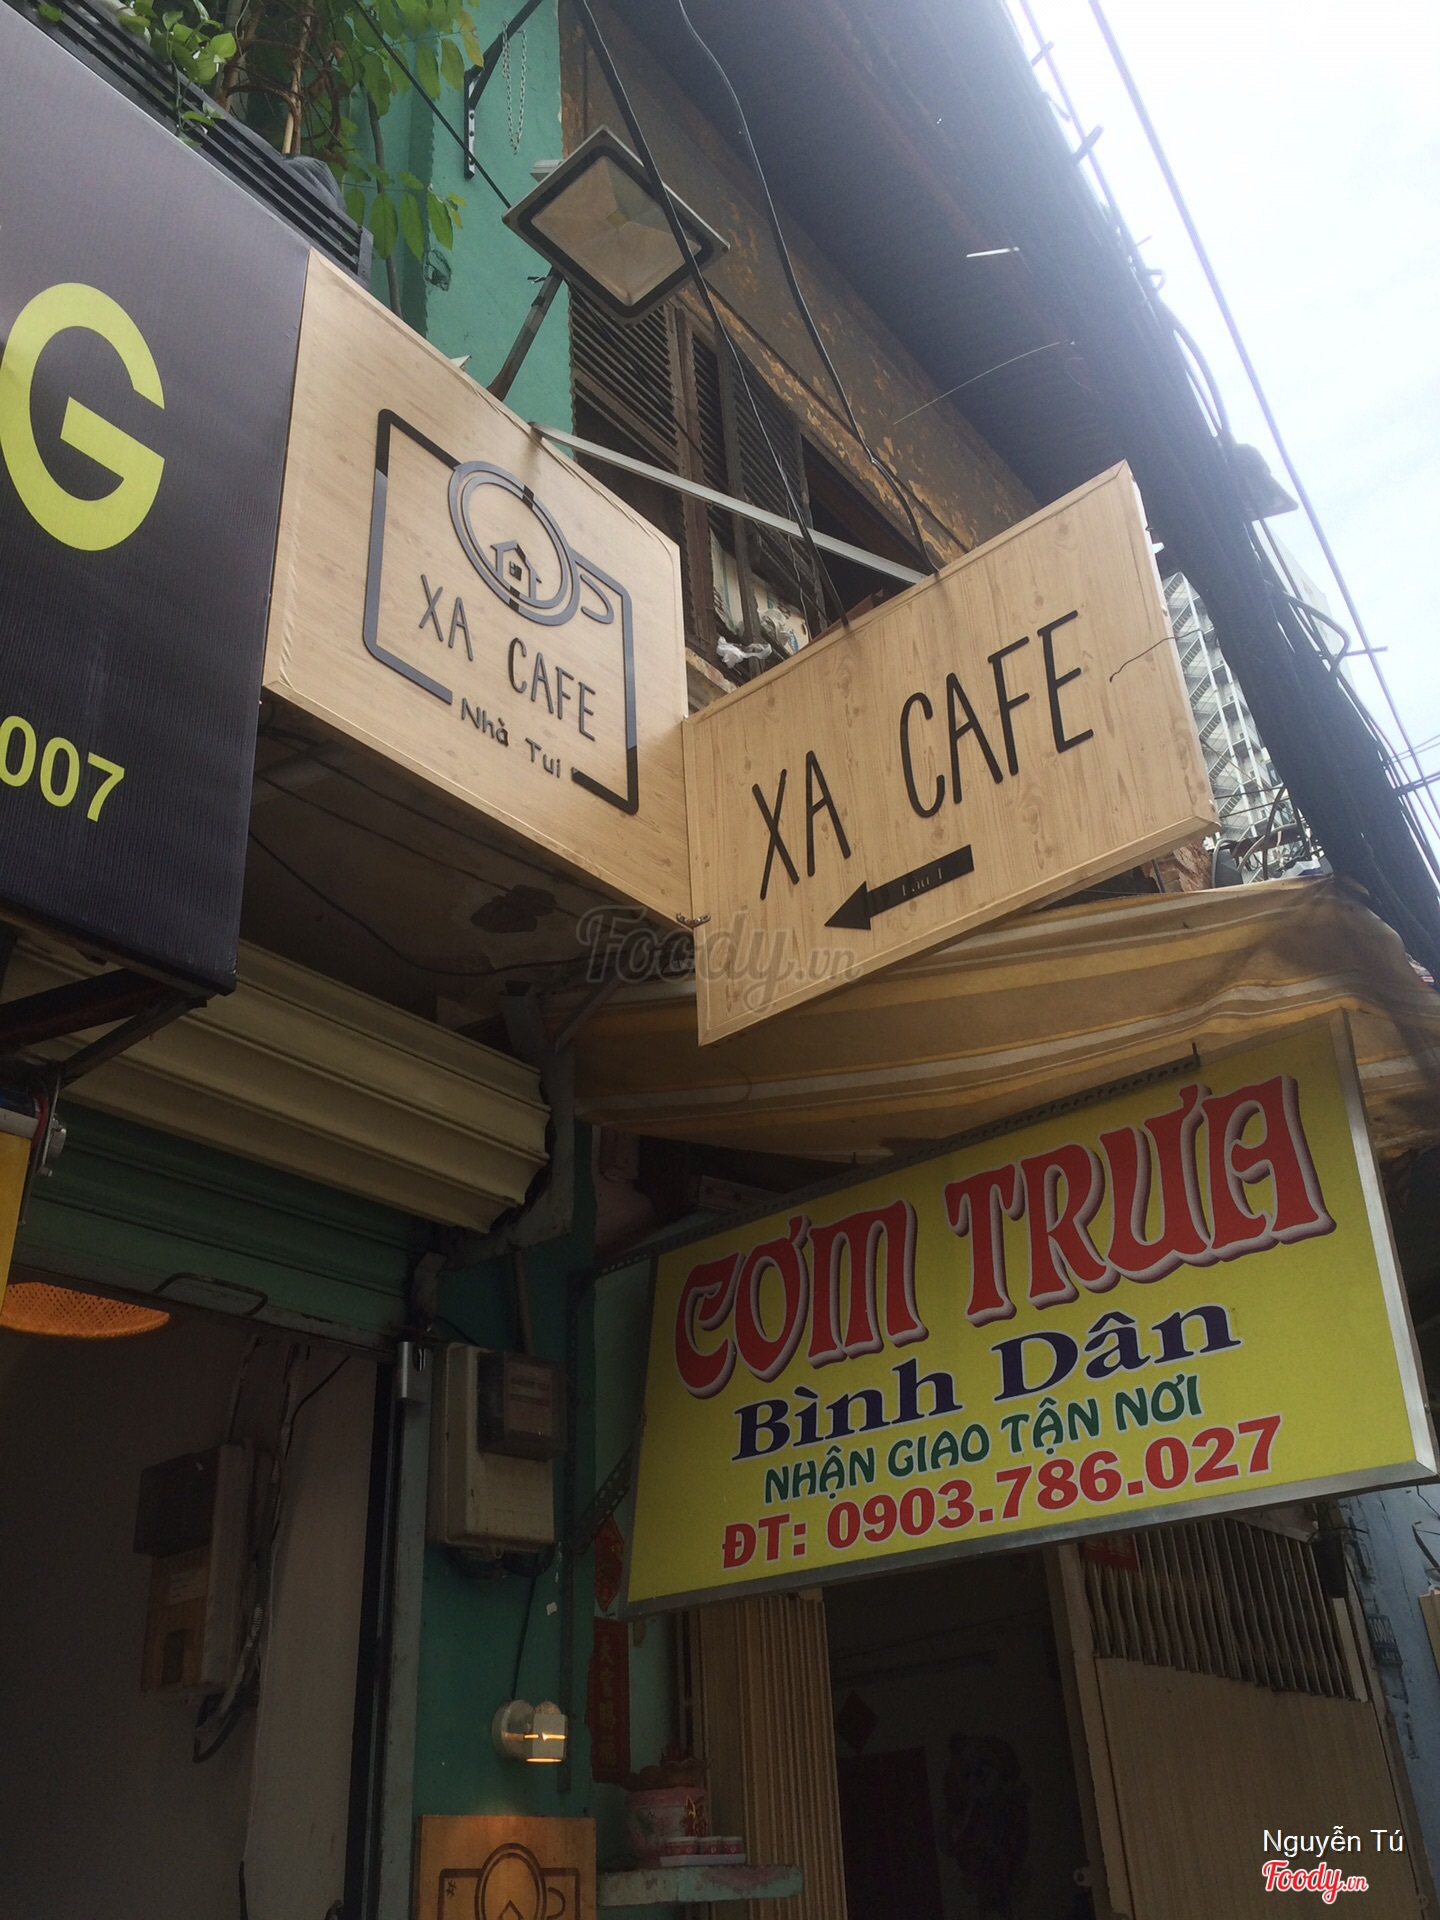 G
007
XA CAFE
Nhà Tui
XA CAFE
Lầu 1
Foody.vn
CƠM TRƯA
Bình Dân
NHẬN GIAO TẬN NƠI
ĐT: 0903.786.027
Nguyễn Tú
Foody.vn